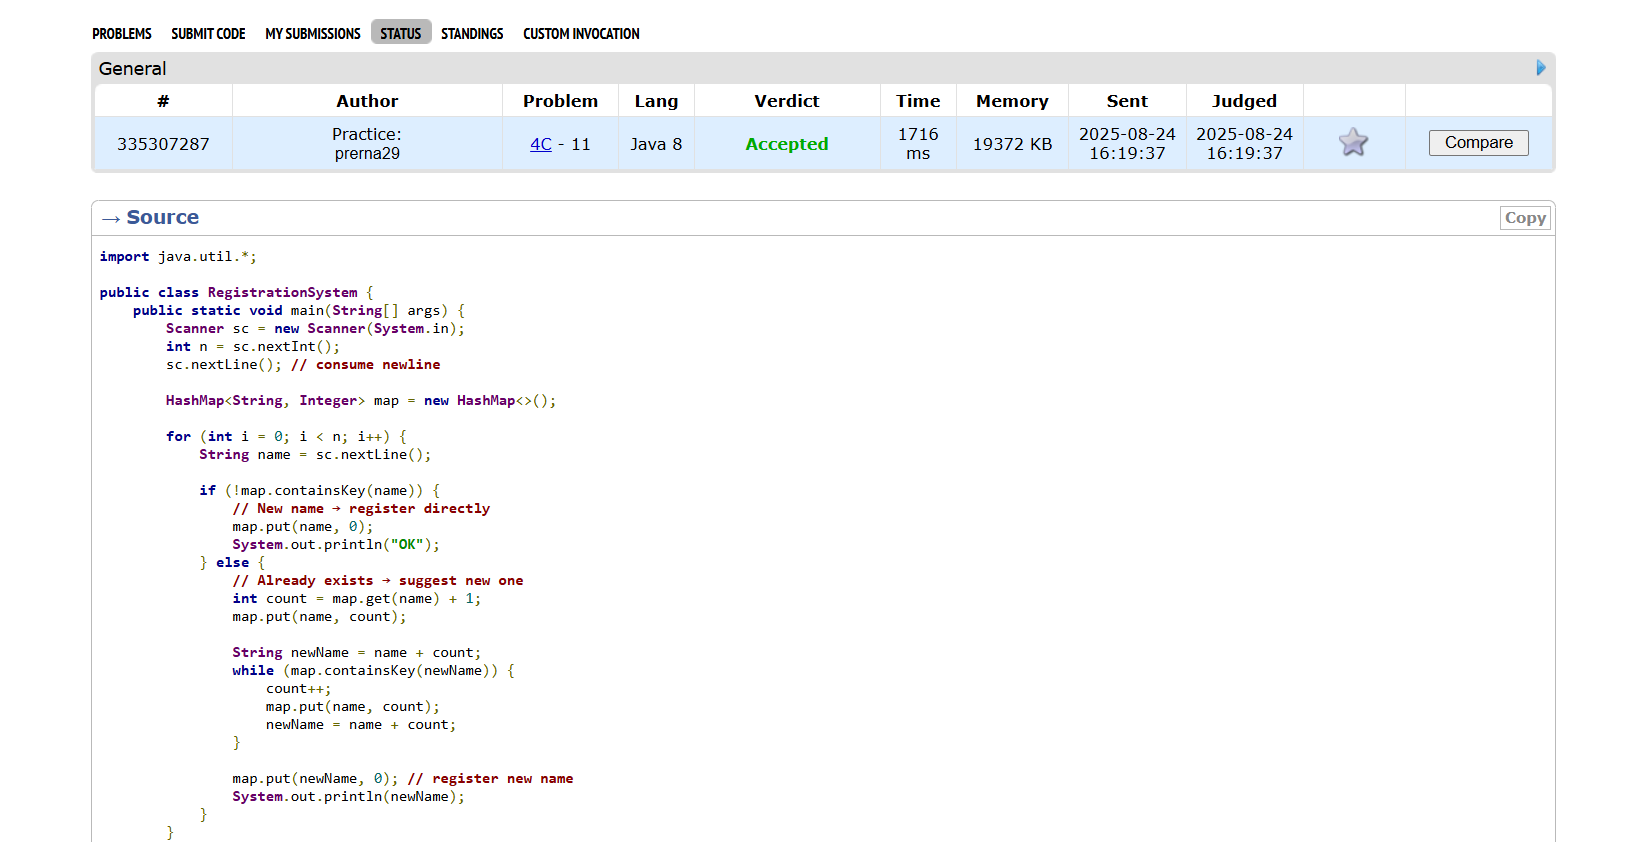 PROBLEMS SUBMIT CODE MY SUBMISSIONS STATUS STANDINGS CUSTOM INVOCATION
General
# Author Problem Lang Verdict Time Memory Sent Judged
335307287 Practice: prerna29 4C - 11 Java 8 Accepted 1716 ms 19372 KB 2025-08-24 16:19:37 2025-08-24 16:19:37 Compare
→ Source Copy
import java.util.*;

public class RegistrationSystem {
    public static void main(String[] args) {
        Scanner sc = new Scanner(System.in);
        int n = sc.nextInt();
        sc.nextLine(); // consume newline

        HashMap<String, Integer> map = new HashMap<>();

        for (int i = 0; i < n; i++) {
            String name = sc.nextLine();

            if (!map.containsKey(name)) {
                // New name → register directly
                map.put(name, 0);
                System.out.println("OK");
            } else {
                // Already exists → suggest new one
                int count = map.get(name) + 1;
                map.put(name, count);

                String newName = name + count;
                while (map.containsKey(newName)) {
                    count++;
                    map.put(name, count);
                    newName = name + count;
                }

                map.put(newName, 0); // register new name
                System.out.println(newName);
            }
        }